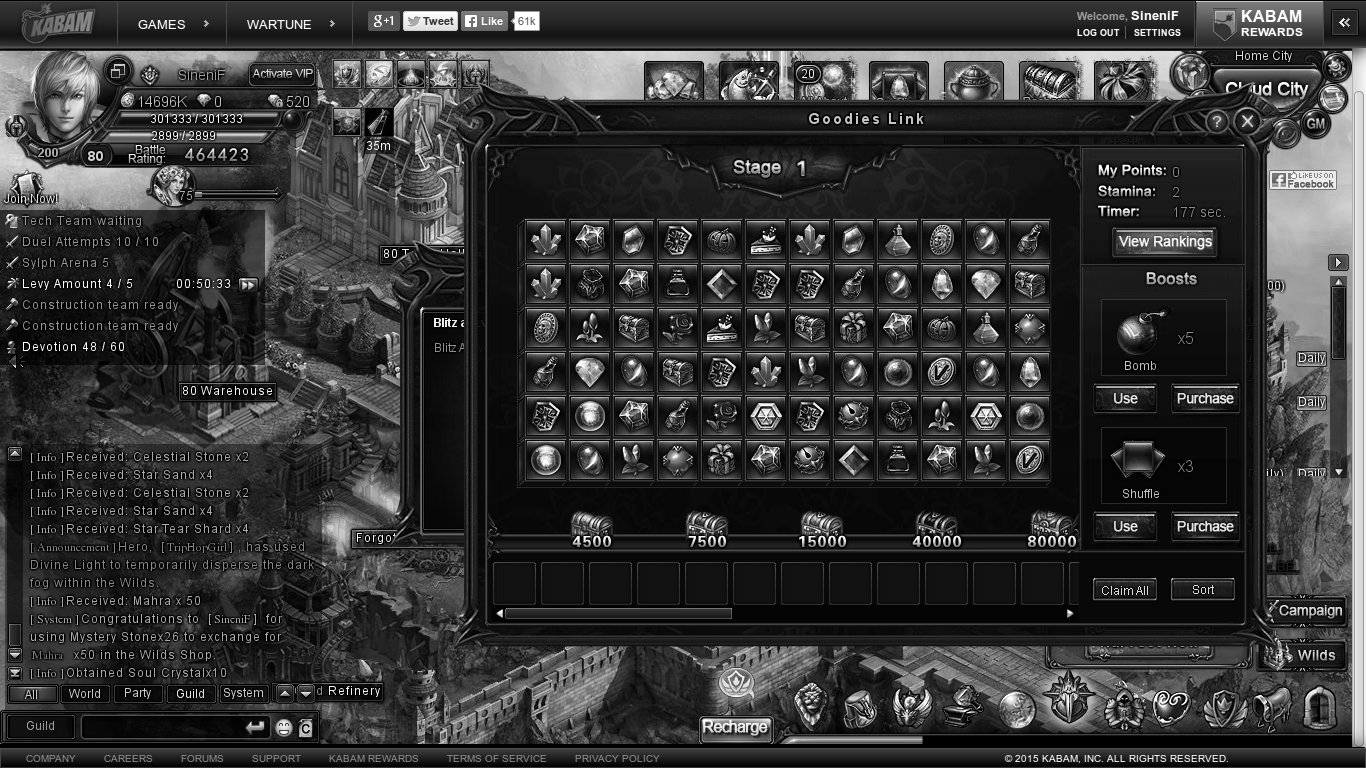 KABAM
GAMES
WARTUNE
g+1
Tweet
Like
61k
Welcome, SineniF
LOG OUT
SETTINGS
KABAM
REWARDS
SineniF
Activate VIP
14696K
0
520
301333 / 301333
2899 / 2899
200
80
Battle
Rating:
464423
35m
75
Join Now!
20
Home City
Cloud City
GM
LIKE US ON
Facebook
Tech Team waiting
Duel Attempts 10 / 10
Sylph Arena 5
Levy Amount 4 / 5
00:50:33
Construction team ready
Construction team ready
Devotion 48 / 60
80 Warehouse
Blitz
Goodies Link
?
Stage 1
My Points: 0
Stamina: 2
Timer: 177 sec.
View Rankings
Boosts
x5
Bomb
Use
Purchase
x3
Shuffle
Use
Purchase
4500
7500
15000
40000
80000
Claim All
Sort
Daily
Daily
Daily
[Info]Received: Celestial Stone x2
[Info]Received: Star Sand x4
[Info]Received: Celestial Stone x2
[Info]Received: Star Sand x4
[Info]Received: Star Tear Shard x4
[Announcement]Hero, [TripHopGirl], has used
Divine Light to temporarily disperse the dark
fog within the Wilds.
[Info]Received: Mahra x 50
[System]Congratulations to [SineniF] for
using Mystery Stonex26 to exchange for
Mahra x50 in the Wilds Shop.
[Info]Obtained Soul Crystalx10
All
World
Party
Guild
System
Refinery
Guild
Campaign
Wilds
Recharge
COMPANY
CAREERS
FORUMS
SUPPORT
KABAM REWARDS
TERMS OF SERVICE
PRIVACY POLICY
© 2015 KABAM, INC. ALL RIGHTS RESERVED.